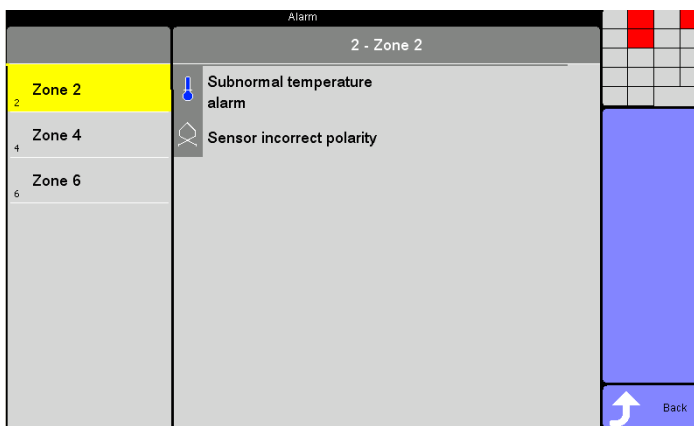 Alarm
2 - Zone 2
Zone 2
2
Zone 4
4
Zone 6
6
Subnormal temperature
alarm
Sensor incorrect polarity
Back